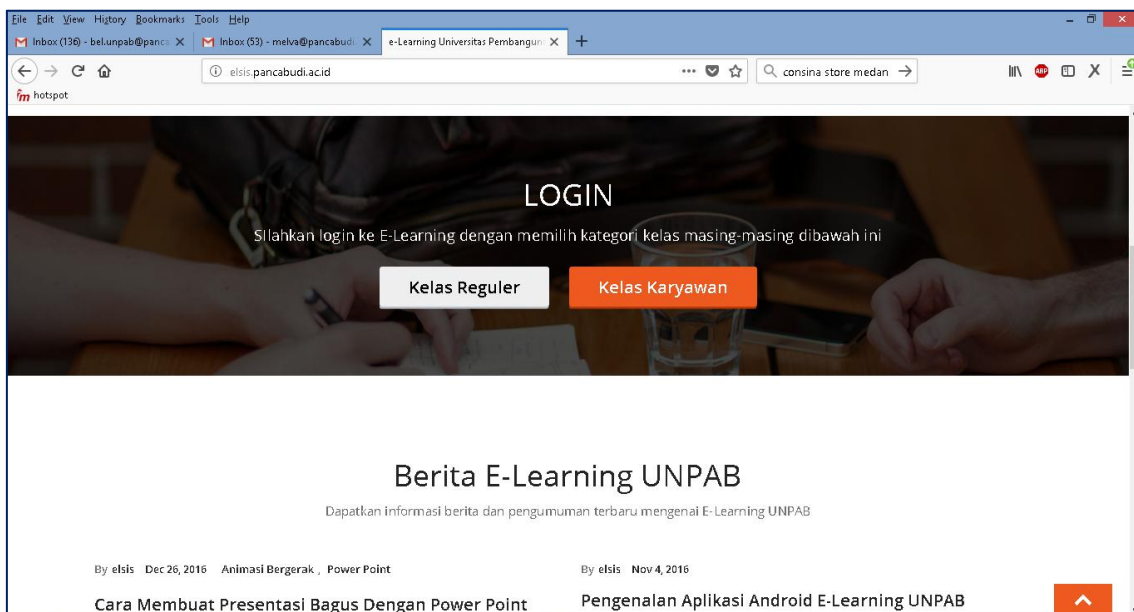 File Edit View History Bookmarks Tools Help
Inbox (136) - bel.unpab@panca
Inbox (53) - melva@pancabudi.
e-Learning Universitas Pembanguna
elsis.pancabudi.ac.id
consina store medan
ABP
hotspot
LOGIN
SIlahkan login ke E-Learning dengan memilih kategori kelas masing-masing dibawah ini
Kelas Reguler Kelas Karyawan
Berita E-Learning UNPAB
Dapatkan informasi berita dan pengumuman terbaru mengenai E-Learning UNPAB
By elsis Dec 26, 2016 Animasi Bergerak , Power Point
Cara Membuat Presentasi Bagus Dengan Power Point
By elsis Nov 4, 2016
Pengenalan Aplikasi Android E-Learning UNPAB